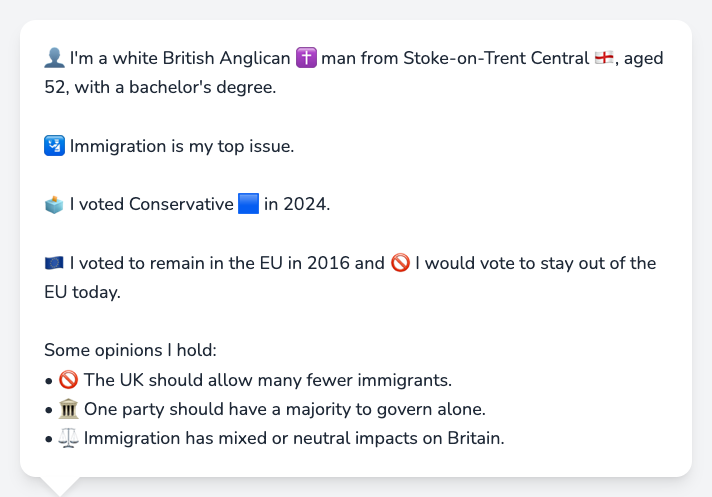 👤 I'm a white British Anglican ✝️ man from Stoke-on-Trent Central 🏴󠁧󠁢󠁥󠁮󠁧󠁿, aged
52, with a bachelor's degree.
🛂 Immigration is my top issue.
🗳️ I voted Conservative 🟦 in 2024.
🇪🇺 I voted to remain in the EU in 2016 and 🚫 I would vote to stay out of the
EU today.
Some opinions I hold:
• 🚫 The UK should allow many fewer immigrants.
• 🏛️ One party should have a majority to govern alone.
• ⚖️ Immigration has mixed or neutral impacts on Britain.